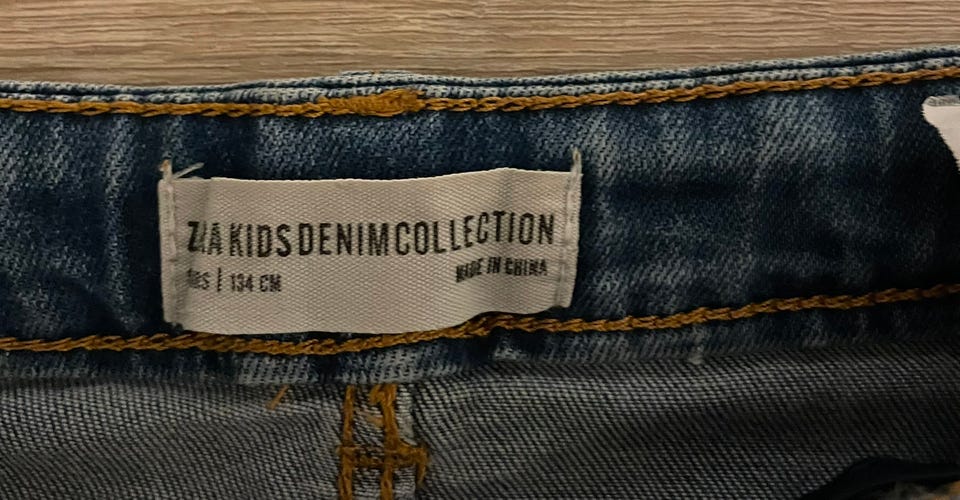 KIDS DENIM COLLECTION
| 134 CM
MADE IN CHINA